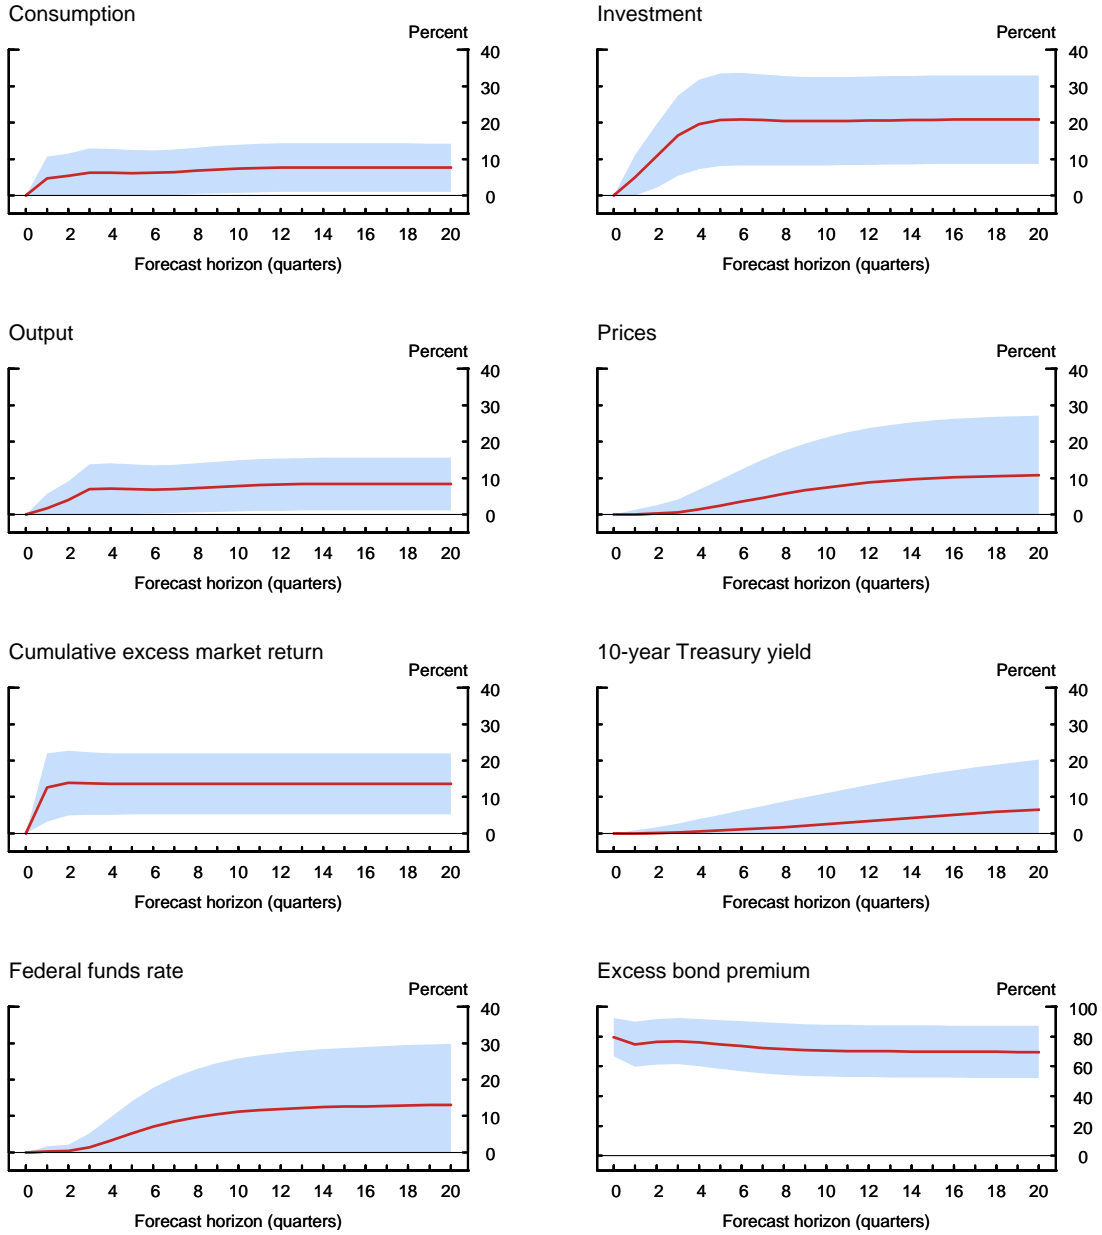 Consumption
Percent
40
30
20
10
0
0 2 4 6 8 10 12 14 16 18 20
Forecast horizon (quarters)
Investment
Percent
40
30
20
10
0
0 2 4 6 8 10 12 14 16 18 20
Forecast horizon (quarters)
Output
Percent
40
30
20
10
0
0 2 4 6 8 10 12 14 16 18 20
Forecast horizon (quarters)
Prices
Percent
40
30
20
10
0
0 2 4 6 8 10 12 14 16 18 20
Forecast horizon (quarters)
Cumulative excess market return
Percent
40
30
20
10
0
0 2 4 6 8 10 12 14 16 18 20
Forecast horizon (quarters)
10-year Treasury yield
Percent
40
30
20
10
0
0 2 4 6 8 10 12 14 16 18 20
Forecast horizon (quarters)
Federal funds rate
Percent
40
30
20
10
0
0 2 4 6 8 10 12 14 16 18 20
Forecast horizon (quarters)
Excess bond premium
Percent
100
80
60
40
20
0
0 2 4 6 8 10 12 14 16 18 20
Forecast horizon (quarters)